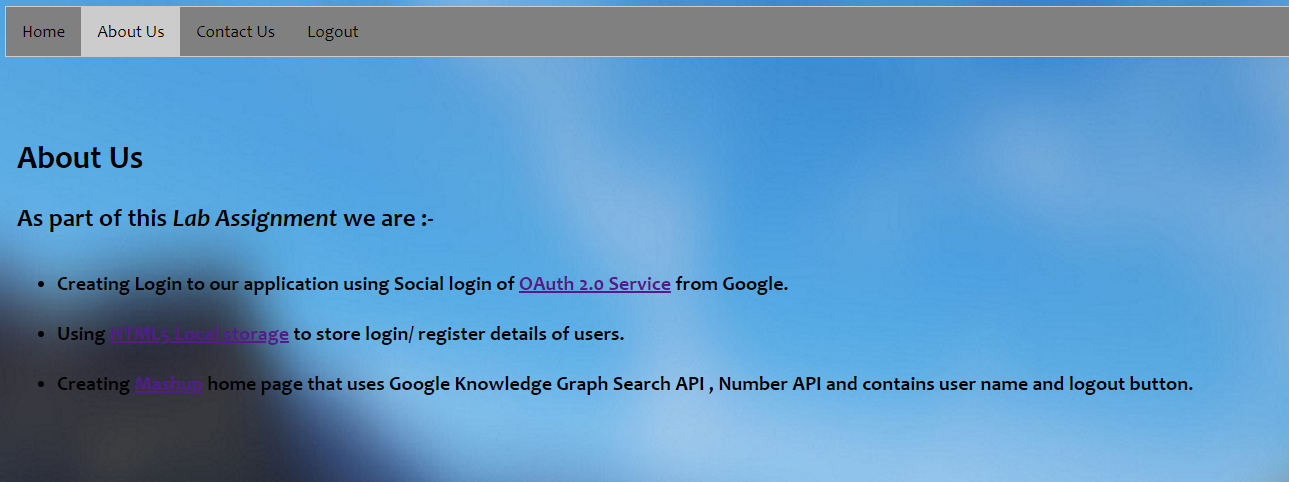 Home About Us Contact Us Logout
About Us
As part of this Lab Assignment we are :-
Creating Login to our application using Social login of OAuth 2.0 Service from Google.
Using HTML5 Local storage to store login/ register details of users.
Creating Mashup home page that uses Google Knowledge Graph Search API , Number API and contains user name and logout button.